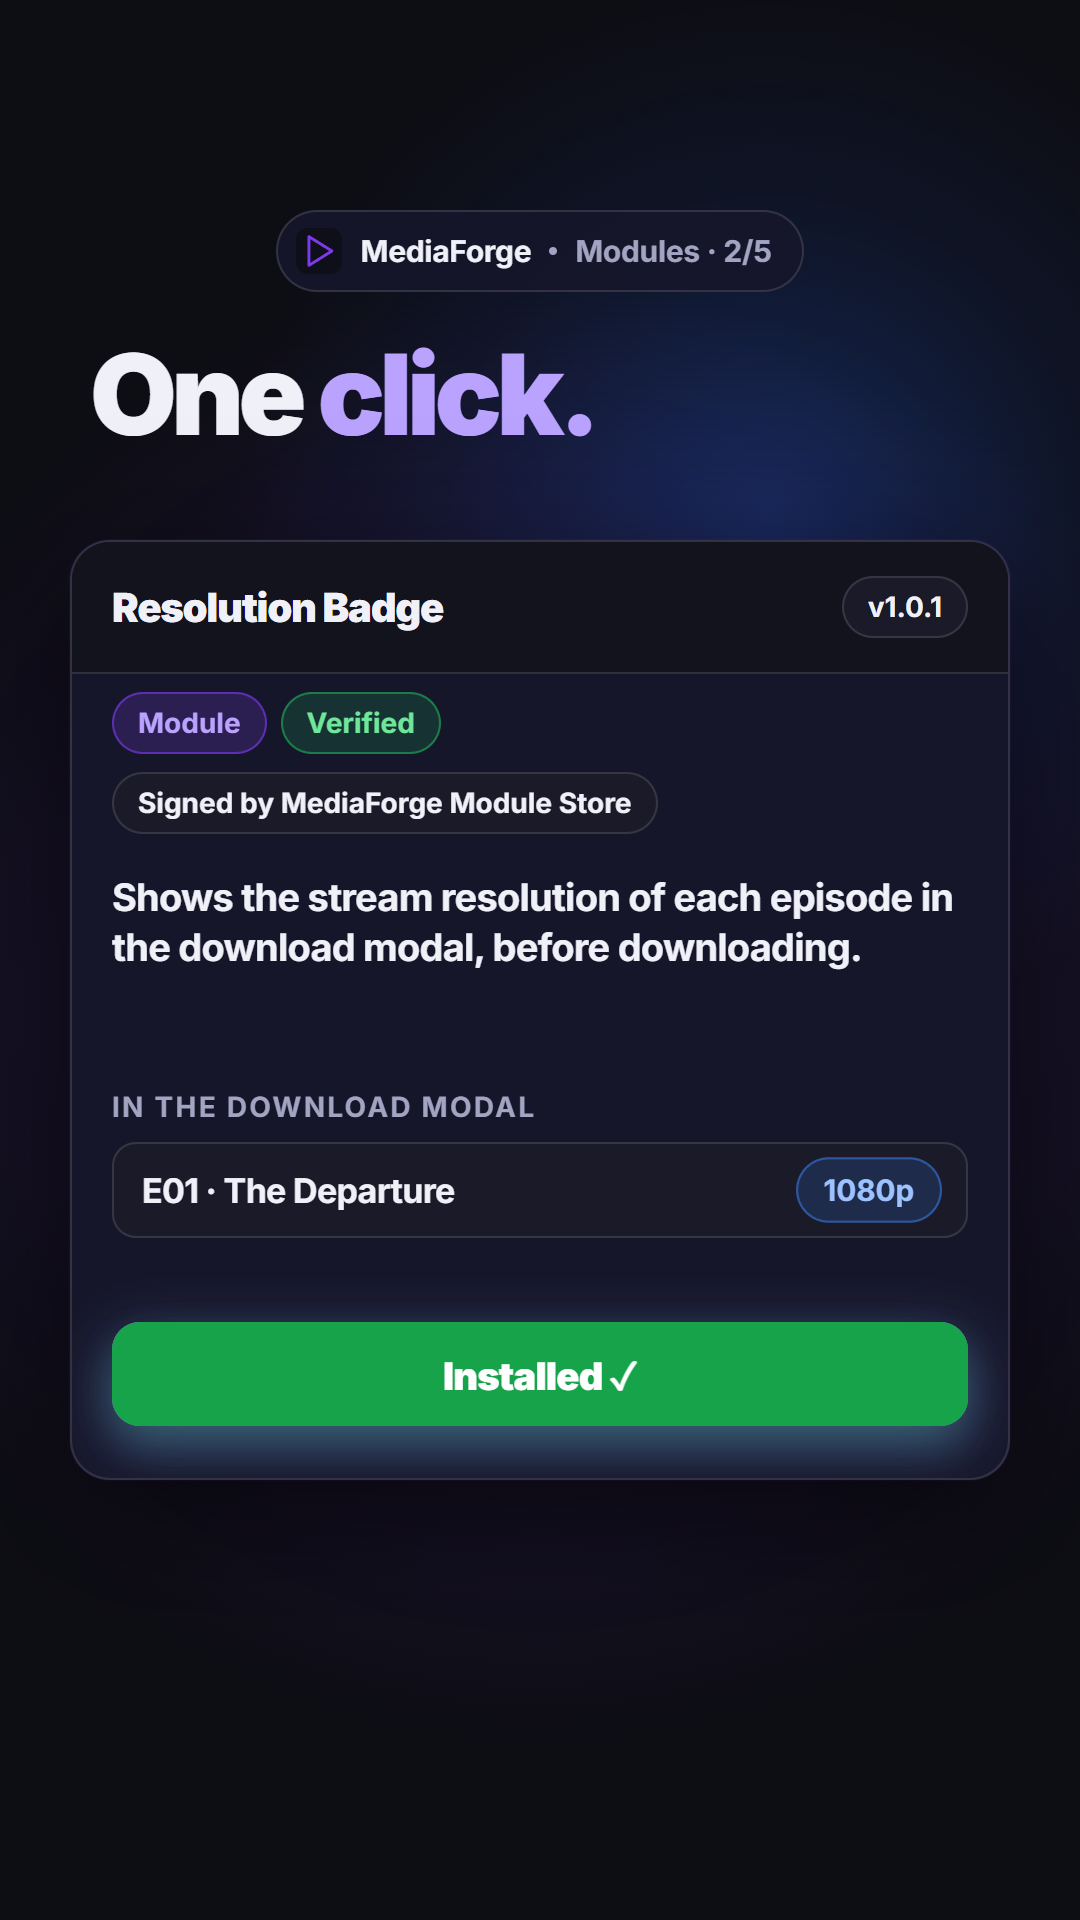 MediaForge • Modules · 2/5
One click.
Resolution Badge
v1.0.1
Module
Verified
Signed by MediaForge Module Store
Shows the stream resolution of each episode in
the download modal, before downloading.
IN THE DOWNLOAD MODAL
E01 · The Departure
1080p
Installed ✓